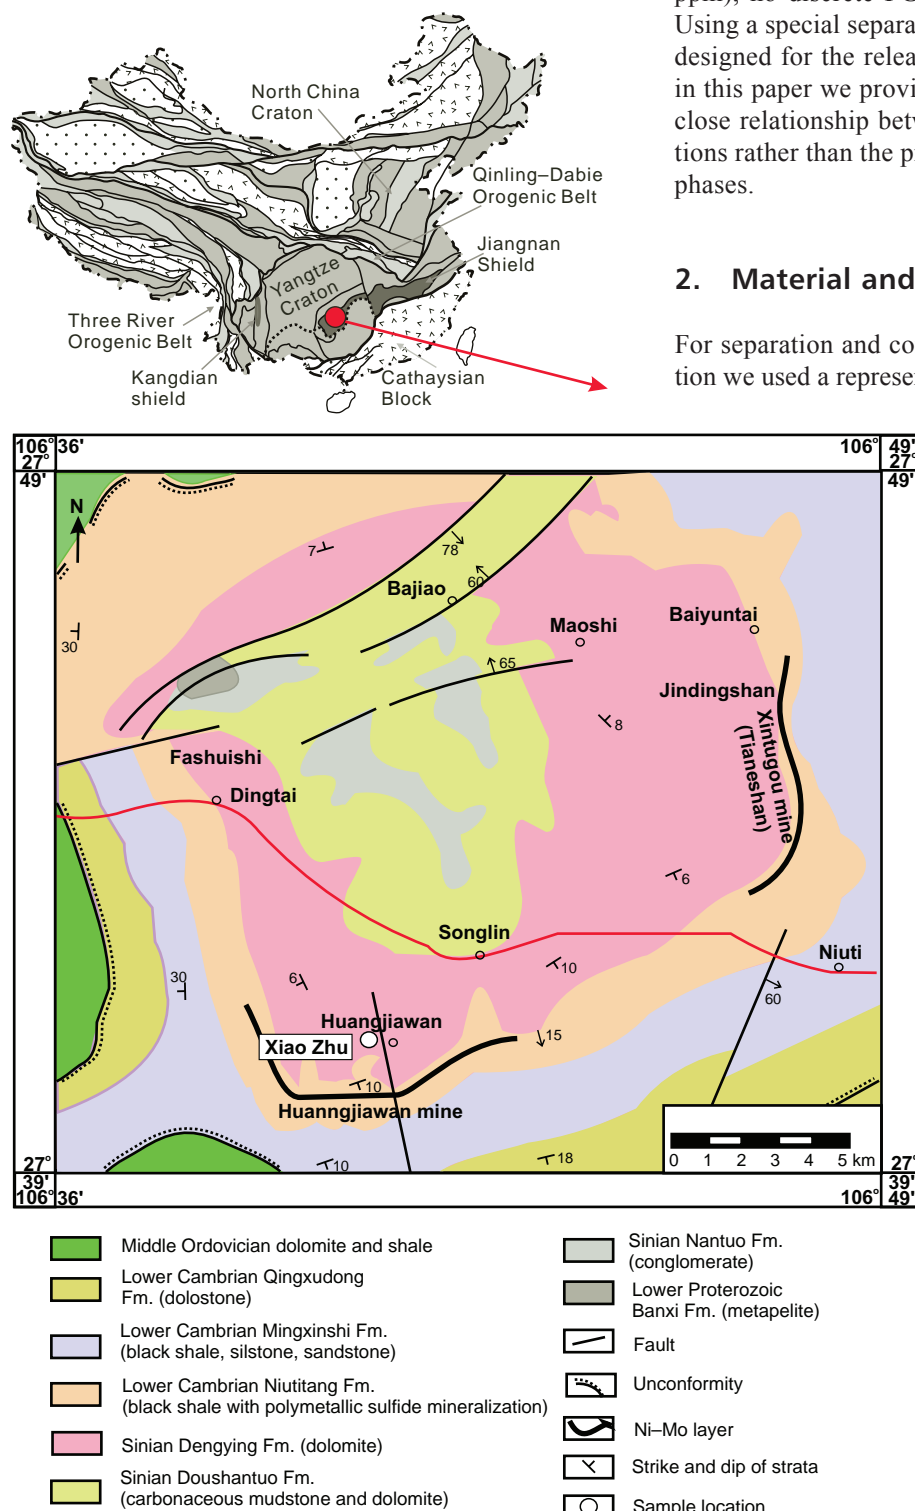 Using a special separa
designed for the relea
in this paper we provi
close relationship betw
tions rather than the p
phases.
2. Material and
For separation and co
tion we used a represe
North China
Craton
Qinling–Dabie
Orogenic Belt
Jiangnan
Shield
Yangtze
Craton
Three River
Orogenic Belt
Kangdian
shield
Cathaysian
Block
106° 36'
27°
49'
106° 49'
27°
49'
N
7
78
60
Bajiao
Maoshi
Baiyuntai
30
65
Jindingshan
8
Xintugou mine
(Tianeshan)
Fashuishi
Dingtai
6
Songlin
10
Niuti
30
6
60
Huangjiawan
15
Xiao Zhu
10
Huanngjiawan mine
10
18
0 1 2 3 4 5 km
27°
39'
106° 36'
27°
39'
106° 49'
Middle Ordovician dolomite and shale
Lower Cambrian Qingxudong
Fm. (dolostone)
Lower Cambrian Mingxinshi Fm.
(black shale, silstone, sandstone)
Lower Cambrian Niutitang Fm.
(black shale with polymetallic sulfide mineralization)
Sinian Dengying Fm. (dolomite)
Sinian Doushantuo Fm.
(carbonaceous mudstone and dolomite)
Sinian Nantuo Fm.
(conglomerate)
Lower Proterozoic
Banxi Fm. (metapelite)
Fault
Unconformity
Ni–Mo layer
Strike and dip of strata
Sample location